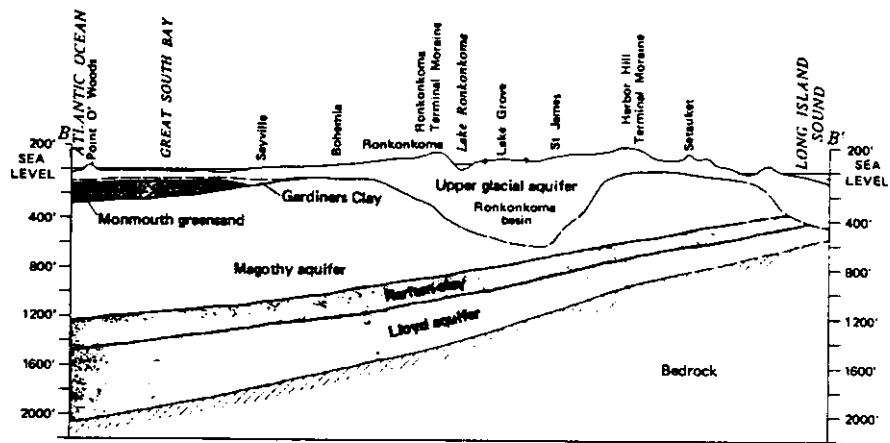 B
ATLANTIC OCEAN
Point O' Woods
GREAT SOUTH BAY
Sayville
Bohemia
Ronkonkoma
Ronkonkoma
Terminal Moraine
Lake Ronkonkoma
Lake Grove
St James
Harbor Hill
Terminal Moraine
Setauket
LONG ISLAND
SOUND
B'
200'
SEA
LEVEL
400'
800'
1200'
1600'
2000'
Gardiners Clay
Monmouth greensand
Upper glacial aquifer
Ronkonkoma
basin
Magothy aquifer
Raritan clay
Lloyd aquifer
Bedrock
200'
SEA
LEVEL
400'
800'
1200'
1600'
2000'